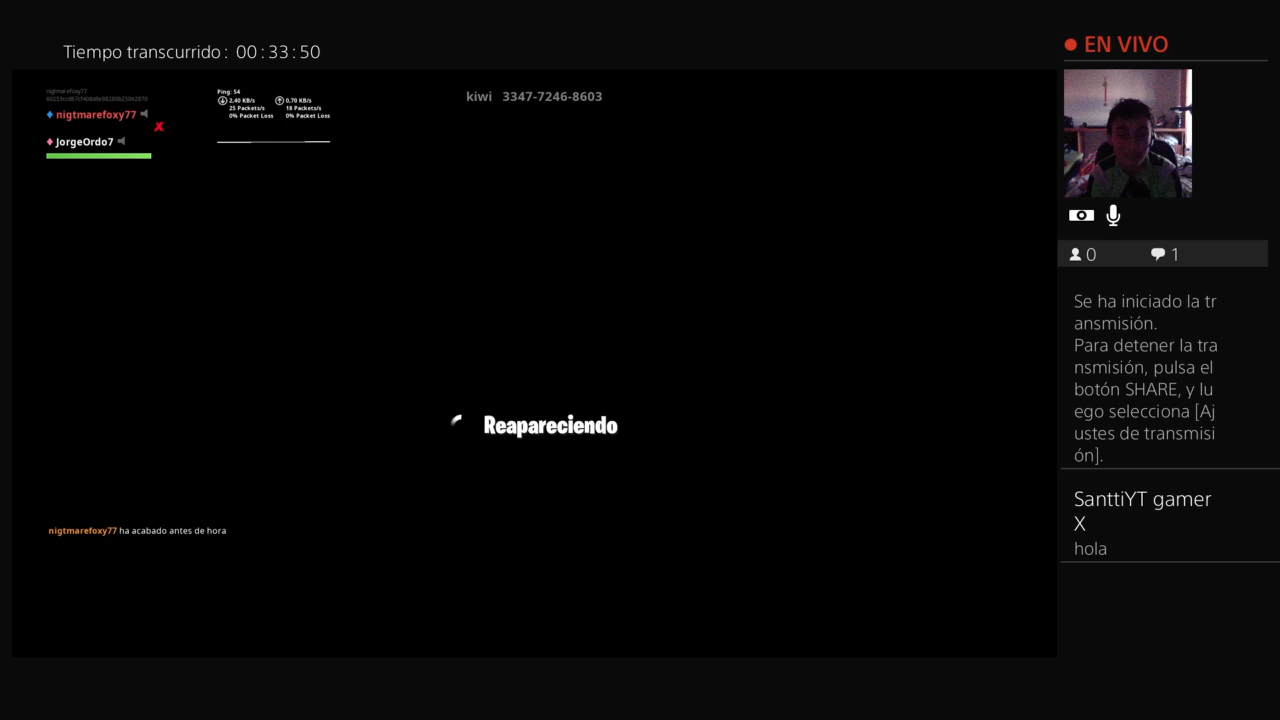 Tiempo transcurrido : 00 : 33 : 50
EN VIVO
nigtmarefoxy77
nigtmarefoxy77
X
JorgeOrdo7
Ping: 54
2,40 KB/s 0,70 KB/s
25 Packets/s 18 Packets/s
0% Packet Loss 0% Packet Loss
kiwi 3347-7246-8603
0 1
Se ha iniciado la tr
ansmisión.
Para detener la tra
nsmisión, pulsa el
botón SHARE, y lu
ego selecciona [Aj
ustes de transmisi
ón].
Reapareciendo
SanttiYT gamer
X
hola
nigtmarefoxy77 ha acabado antes de hora